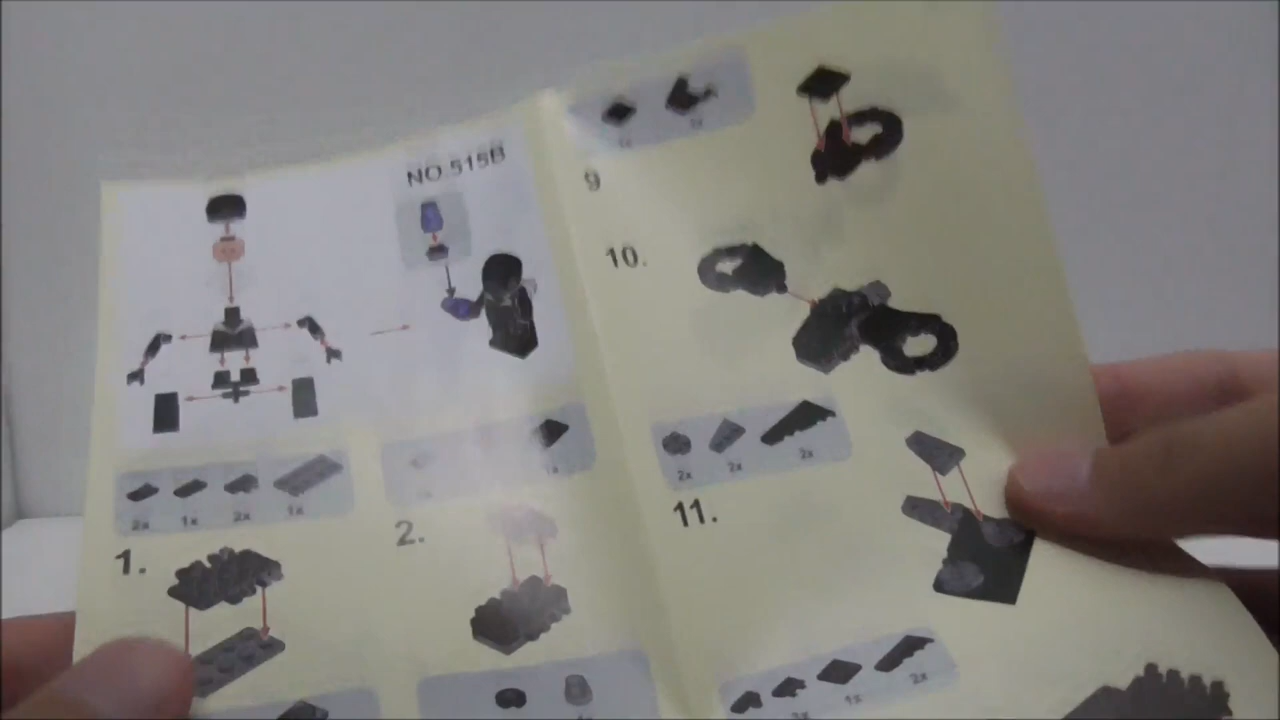 NO.515B
2x 1x 2x 1x
1.
1x
2.
9
10.
2x 2x 2x
11.
1x 2x